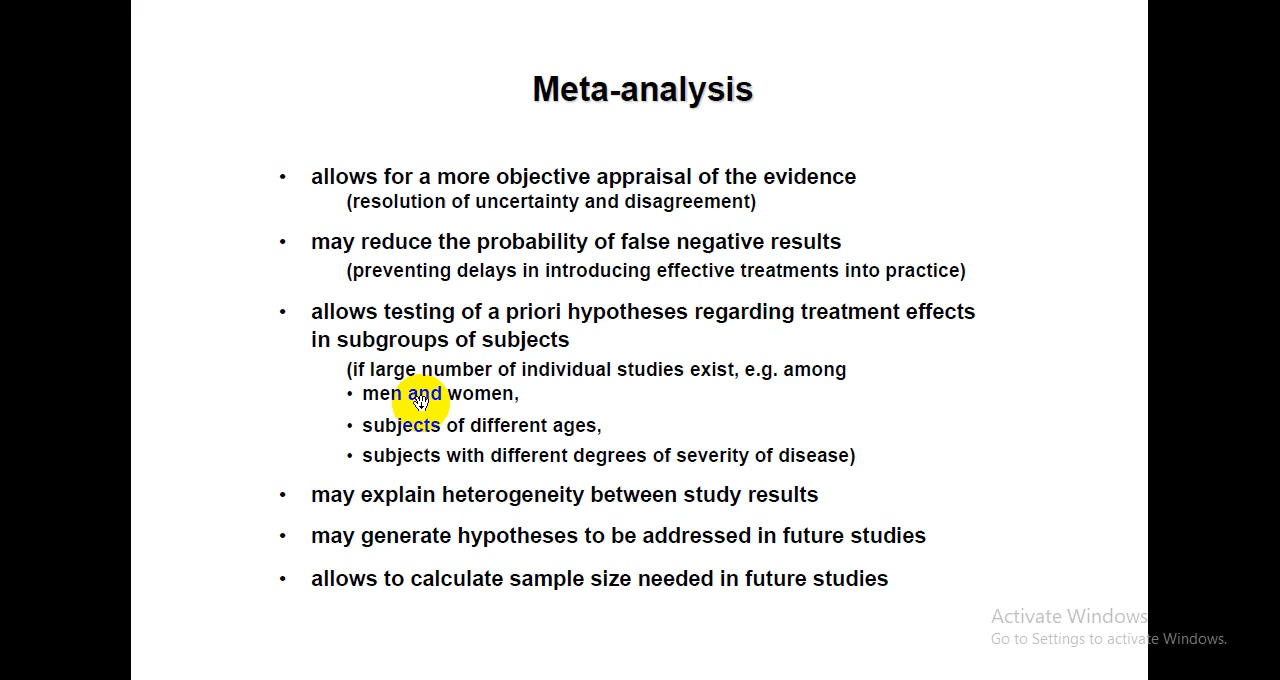 Meta-analysis
• allows for a more objective appraisal of the evidence
(resolution of uncertainty and disagreement)
• may reduce the probability of false negative results
(preventing delays in introducing effective treatments into practice)
• allows testing of a priori hypotheses regarding treatment effects
in subgroups of subjects
(if large number of individual studies exist, e.g. among
• men and women,
• subjects of different ages,
• subjects with different degrees of severity of disease)
• may explain heterogeneity between study results
• may generate hypotheses to be addressed in future studies
• allows to calculate sample size needed in future studies
Activate Windows
Go to Settings to activate Windows.